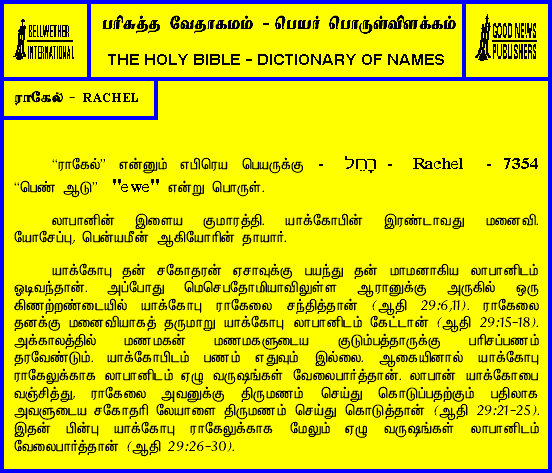 BELLWETHER
INTERNATIONAL
பரிசுத்த வேதாகமம் - பெயர் பொருள்விளக்கம்
THE HOLY BIBLE - DICTIONARY OF NAMES
GOOD NEWS
PUBLISHERS
ராகேல் - RACHEL
“ராகேல்” என்னும் எபிரெய பெயருக்கு - רָחֵל - Rachel - 7354
“பெண் ஆடு” "ewe" என்று பொருள்.
லாபானின் இளைய குமாரத்தி. யாக்கோபின் இரண்டாவது மனைவி.
யோசேப்பு, பென்யமீன் ஆகியோரின் தாயார்.
யாக்கோபு தன் சகோதரன் ஏசாவுக்கு பயந்து தன் மாமனாகிய லாபானிடம்
ஓடிவந்தான். அப்போது மெசெபதோமியாவிலுள்ள ஆரானுக்கு அருகில் ஒரு
கிணற்றண்டையில் யாக்கோபு ராகேலை சந்தித்தான் (ஆதி 29:6,11). ராகேலை
தனக்கு மனைவியாகத் தருமாறு யாக்கோபு லாபானிடம் கேட்டான் (ஆதி 29:15-18).
அக்காலத்தில் மணமகன் மணமகளுடைய குடும்பத்தாருக்கு பரிசப்பணம்
தரவேண்டும். யாக்கோபிடம் பணம் எதுவும் இல்லை. ஆகையினால் யாக்கோபு
ராகேலுக்காக லாபானிடம் ஏழு வருஷங்கள் வேலைபார்த்தான். லாபான் யாக்கோபை
வஞ்சித்து, ராகேலை அவனுக்கு திருமணம் செய்து கொடுப்பதற்கும் பதிலாக
அவளுடைய சகோதரி லேயாளை திருமணம் செய்து கொடுத்தான் (ஆதி 29:21-25).
இதன் பின்பு யாக்கோபு ராகேலுக்காக மேலும் ஏழு வருஷங்கள் லாபானிடம்
வேலைபார்த்தான் (ஆதி 29:26-30).